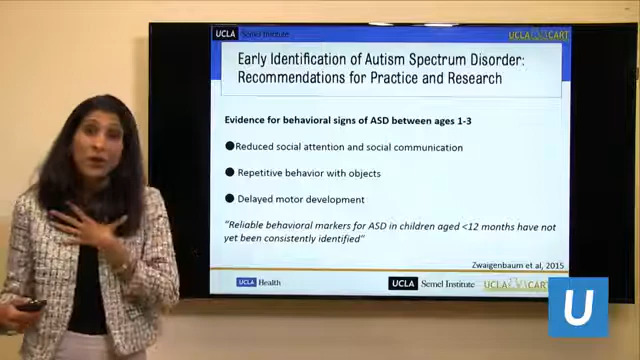 UCLA Semel Institute
UCLA CART
Early Identification of Autism Spectrum Disorder:
Recommendations for Practice and Research
Evidence for behavioral signs of ASD between ages 1-3
● Reduced social attention and social communication
● Repetitive behavior with objects
● Delayed motor development
"Reliable behavioral markers for ASD in children aged <12 months have not
yet been consistently identified"
Zwaigenbaum et al, 2015
UCLA Health
UCLA Semel Institute
UCLA CART
U